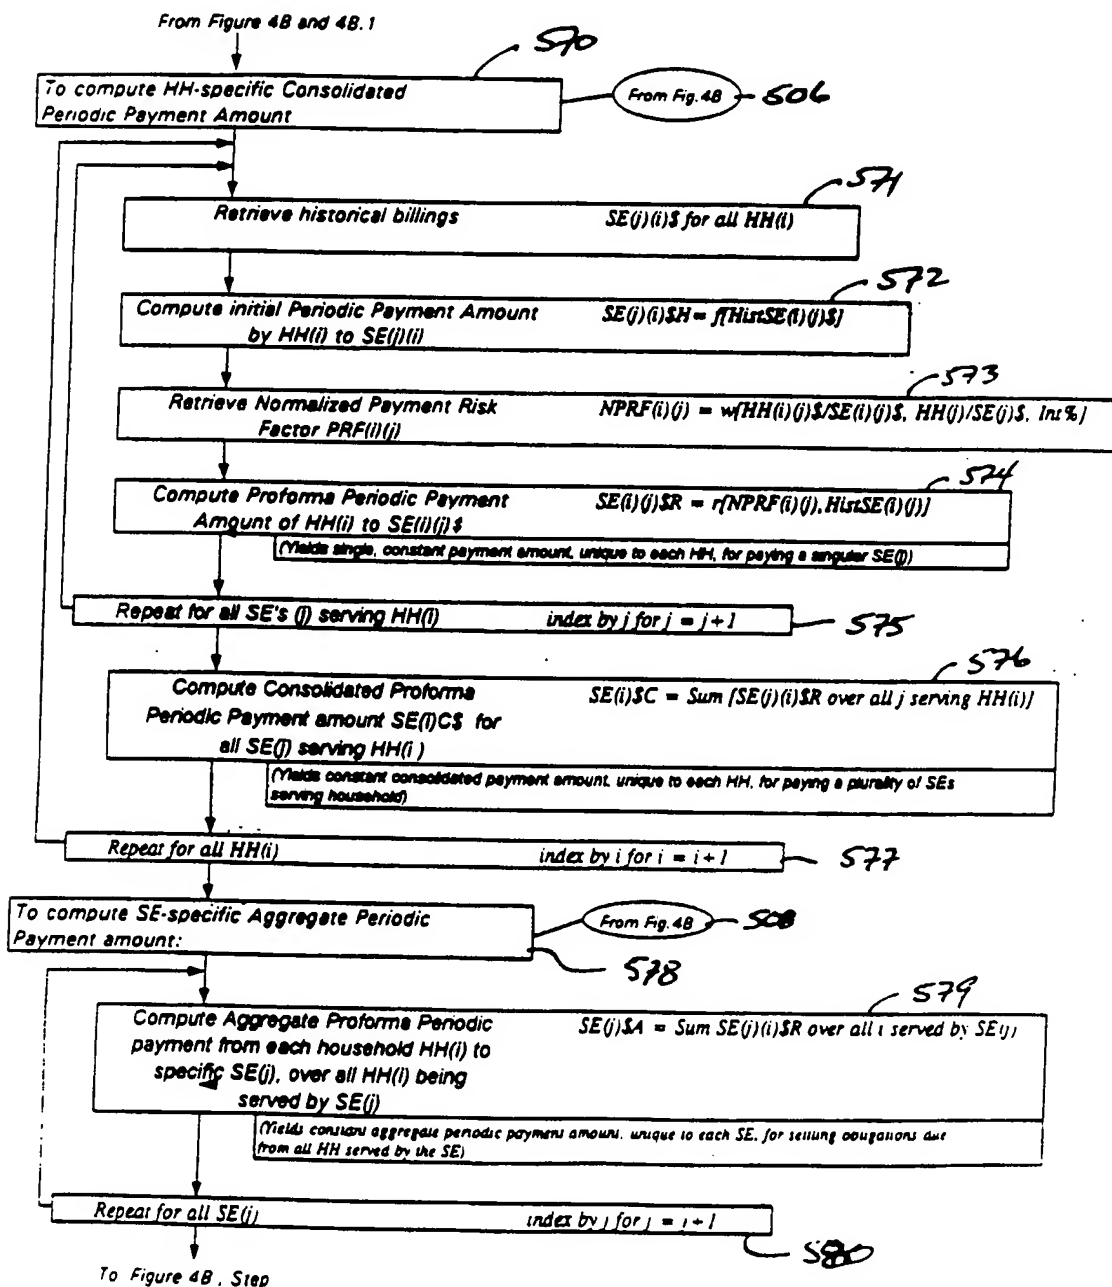 From Figure 4B and 4B.1
570
To compute HH-specific Consolidated
Periodic Payment Amount
From Fig. 4B
506
571
Retrieve historical billings SE(j)(i)$ for all HH(i)
572
Compute initial Periodic Payment Amount SE(j)(i)$H = f[HistSE(i)(j)$]
by HH(i) to SE(j)(i)
573
Retrieve Normalized Payment Risk NPRF(i)(j) = w[HH(i)(j)$/SE(i)(j)$, HH(j)/SE(j)$, Int%]
Factor PRF(i)(j)
574
Compute Proforma Periodic Payment SE(i)(j)$R = r[NPRF(i)(j), HistSE(i)(j)]
Amount of HH(i) to SE(i)(j)$
(Yields single, constant payment amount, unique to each HH, for paying a singular SE(j))
Repeat for all SE's (j) serving HH(i) index by j for j = j+1
575
576
Compute Consolidated Proforma SE(i)$C = Sum [SE(j)(i)$R over all j serving HH(i)]
Periodic Payment amount SE(i)C$ for
all SE(j) serving HH(i)
(Yields constant consolidated payment amount, unique to each HH, for paying a plurality of SEs
serving household)
Repeat for all HH(i) index by i for i = i+1
577
To compute SE-specific Aggregate Periodic
Payment amount:
From Fig. 4B
508
578
579
Compute Aggregate Proforma Periodic SE(j)$A = Sum SE(j)(i)$R over all i served by SE(j)
payment from each household HH(i) to
specific SE(j), over all HH(i) being
served by SE(j)
(Yields constant aggregate periodic payment amount, unique to each SE, for settling obligations due
from all HH served by the SE)
Repeat for all SE(j) index by j for j = i+1
580
To Figure 4B, Step